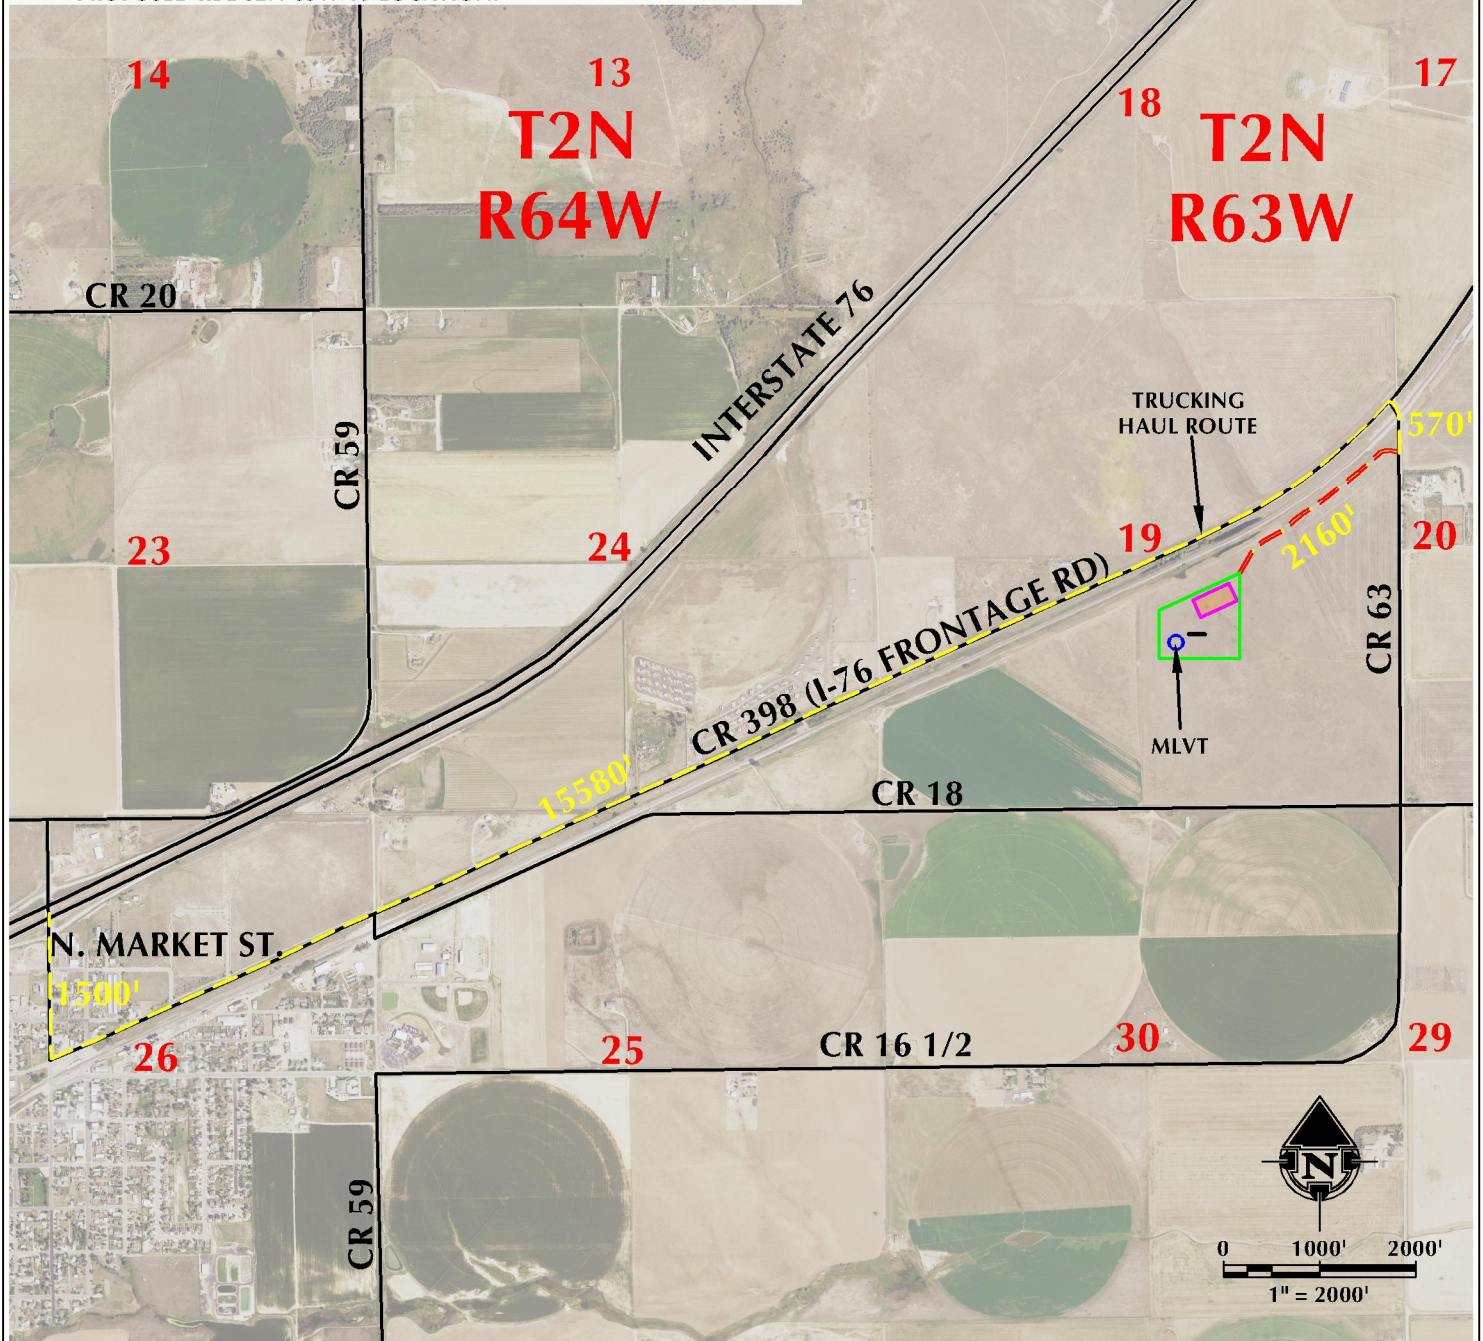 14
13
18
17
T2N
R64W
T2N
R63W
CR 20
INTERSTATE 76
CR 59
TRUCKING
HAUL ROUTE
570'
2160'
23
24
19
20
CR 398 (I-76 FRONTAGE RD)
CR 63
MLVT
15580'
CR 18
N. MARKET ST.
1500'
26
25
CR 16 1/2
30
29
CR 59
N
0 1000' 2000'
1" = 2000'